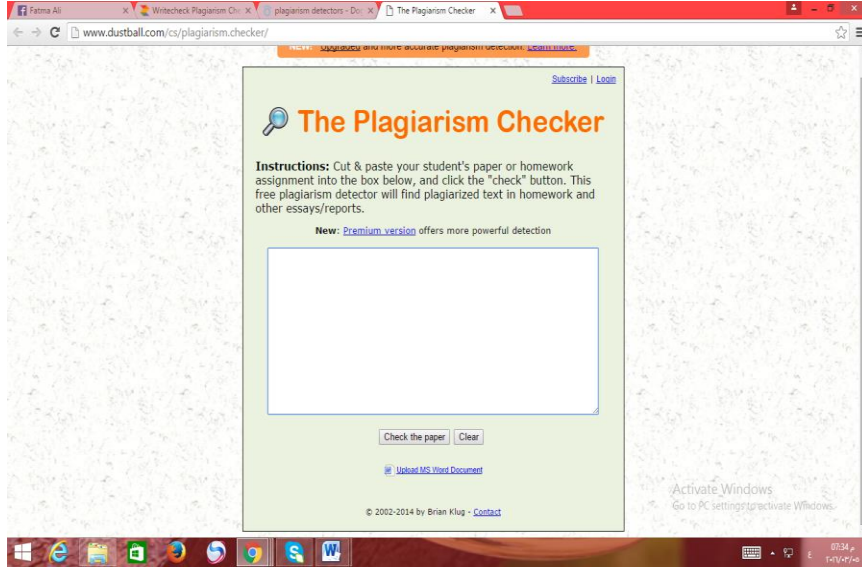 Fatma Ali
Writecheck Plagiarism Che
plagiarism detectors - Do
The Plagiarism Checker
www.dustball.com/cs/plagiarism.checker/
NEW: Upgraded and more accurate plagiarism detection. Learn more.
Subscribe | Login
The Plagiarism Checker
Instructions: Cut & paste your student's paper or homework
assignment into the box below, and click the "check" button. This
free plagiarism detector will find plagiarized text in homework and
other essays/reports.
New: Premium version offers more powerful detection
Check the paper Clear
Upload MS Word Document
© 2002-2014 by Brian Klug - Contact
Activate Windows
Go to PC settings to activate Windows.
ع
07:34 م